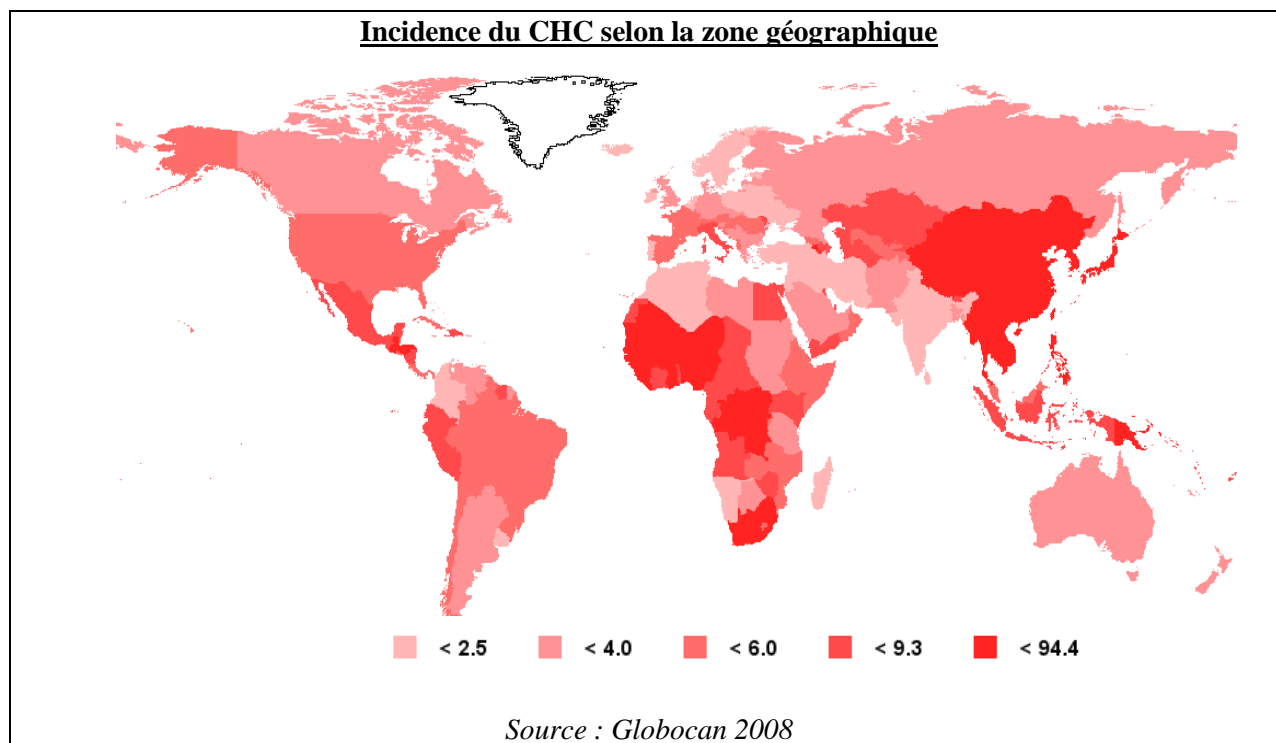 Incidence du CHC selon la zone géographique
< 2.5 < 4.0 < 6.0 < 9.3 < 94.4
Source : Globocan 2008